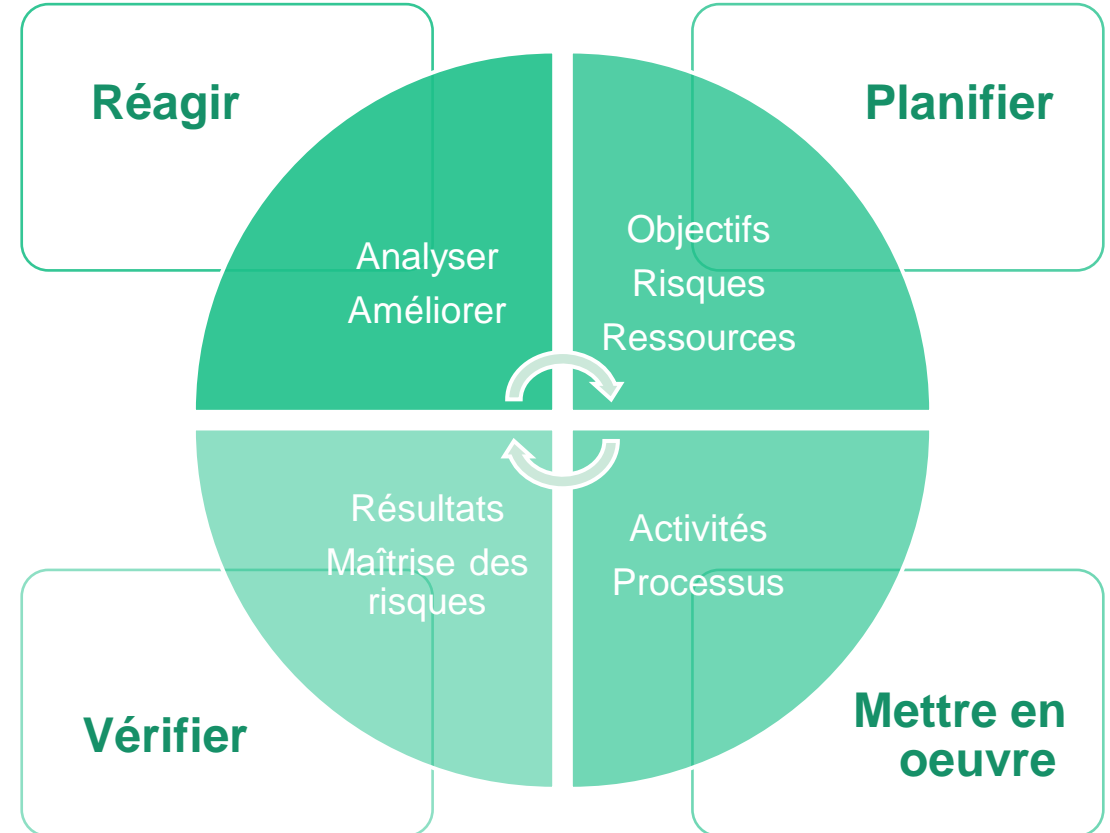 Réagir
Planifier
Analyser
Améliorer
Objectifs
Risques
Ressources
Résultats
Maîtrise des
risques
Activités
Processus
Vérifier
Mettre en
oeuvre